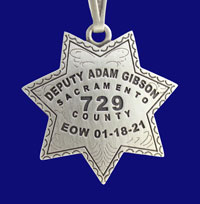 DEPUTY ADAM GIBSON
SACRAMENTO
729
COUNTY
EOW 01-18-21